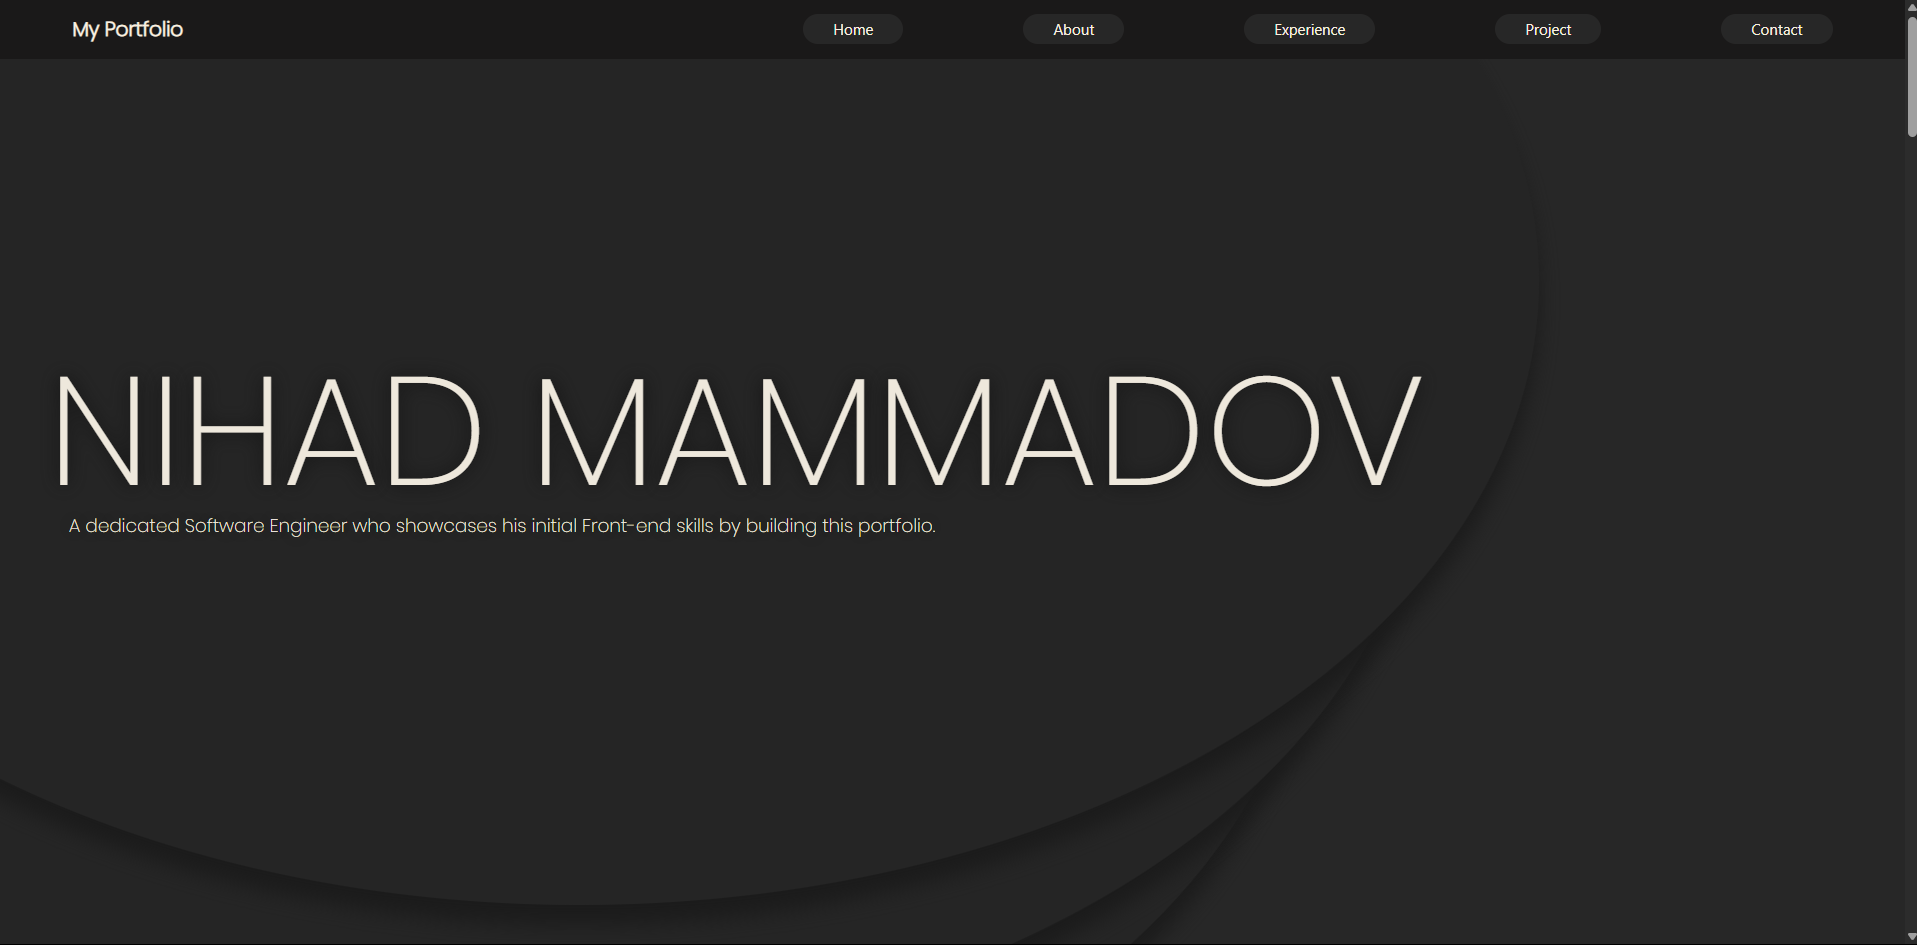 My Portfolio
Home
About
Experience
Project
Contact
NIHAD MAMMADOV
A dedicated Software Engineer who showcases his initial Front-end skills by building this portfolio.